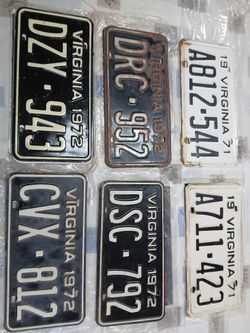 19 VIRGINIA 71
A812·544
19 VIRGINIA 71
A711·423
VIRGINIA 1972
DRC·952
VIRGINIA 1972
DSC·792
VIRGINIA 1972
DZY·943
VIRGINIA 1972
CVX·812